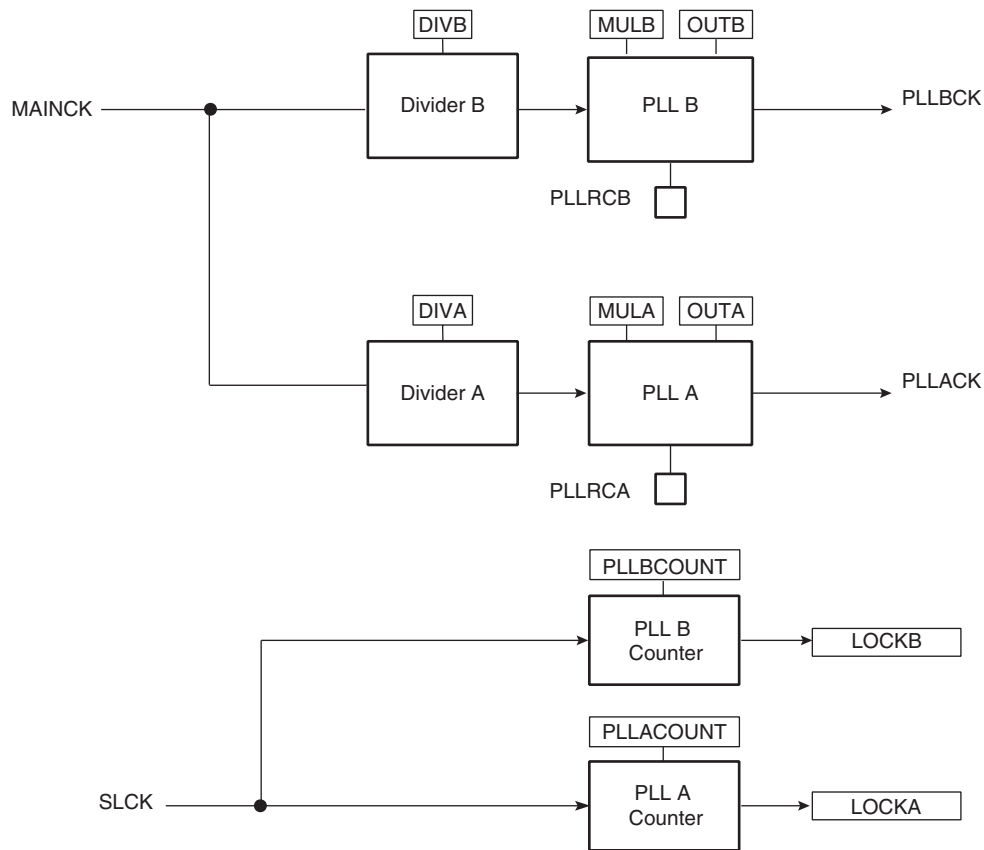 DIVB
MULB
OUTB
MAINCK
Divider B
PLL B
PLLBCK
PLLRCB
DIVA
MULA
OUTA
Divider A
PLL A
PLLACK
PLLRCA
PLLBCOUNT
PLL B
Counter
LOCKB
PLLACOUNT
SLCK
PLL A
Counter
LOCKA